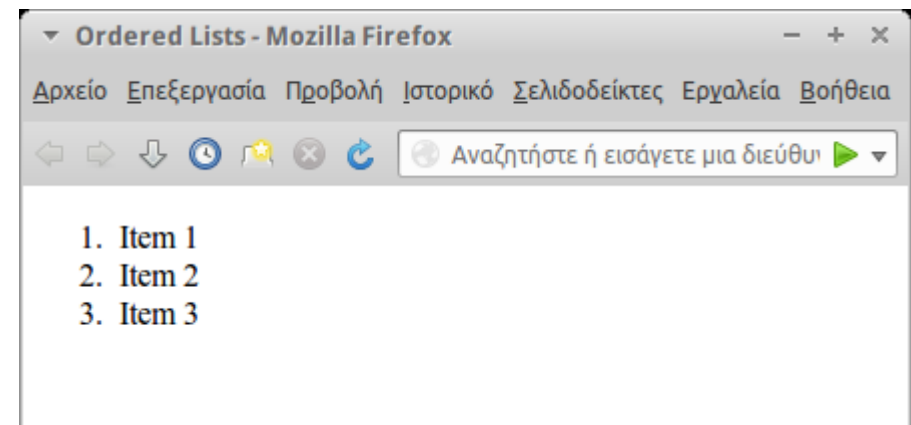 Ordered Lists - Mozilla Firefox
Αρχείο Επεξεργασία Προβολή Ιστορικό Σελιδοδείκτες Εργαλεία Βοήθεια
Αναζητήστε ή εισάγετε μια διεύθυν
1. Item 1
2. Item 2
3. Item 3